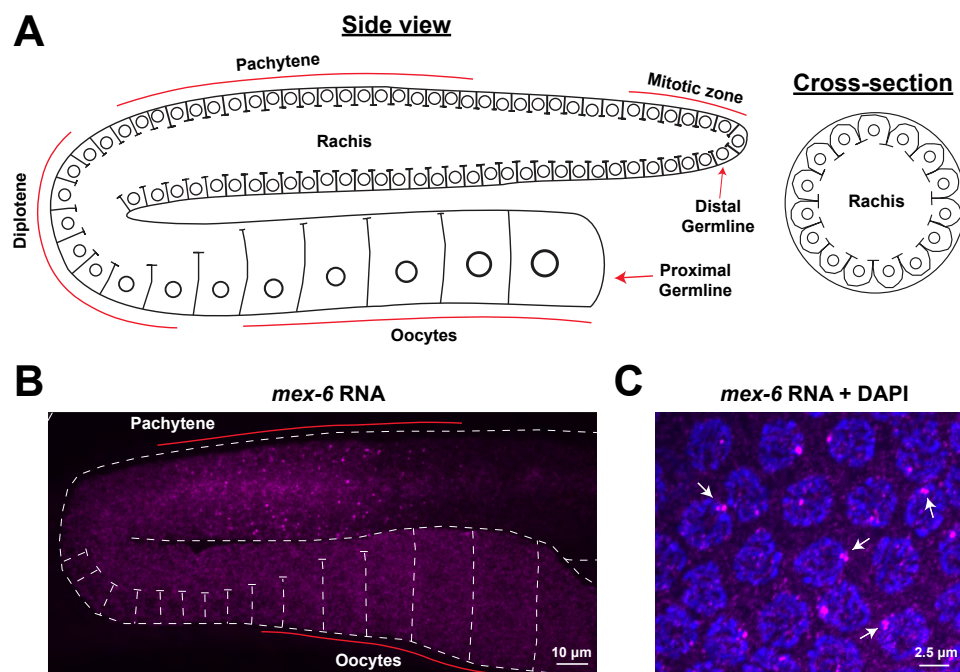 A
Side view
Pachytene
Mitotic zone
Cross-section
Rachis
Diplotene
Distal
Germline
Rachis
Proximal
Germline
Oocytes
B
mex-6 RNA
C
mex-6 RNA + DAPI
Pachytene
Oocytes
10 µm
2.5 µm